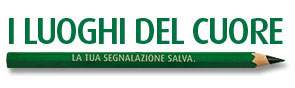 I LUOGHI DEL CUORE
LA TUA SEGNALAZIONE SALVA.